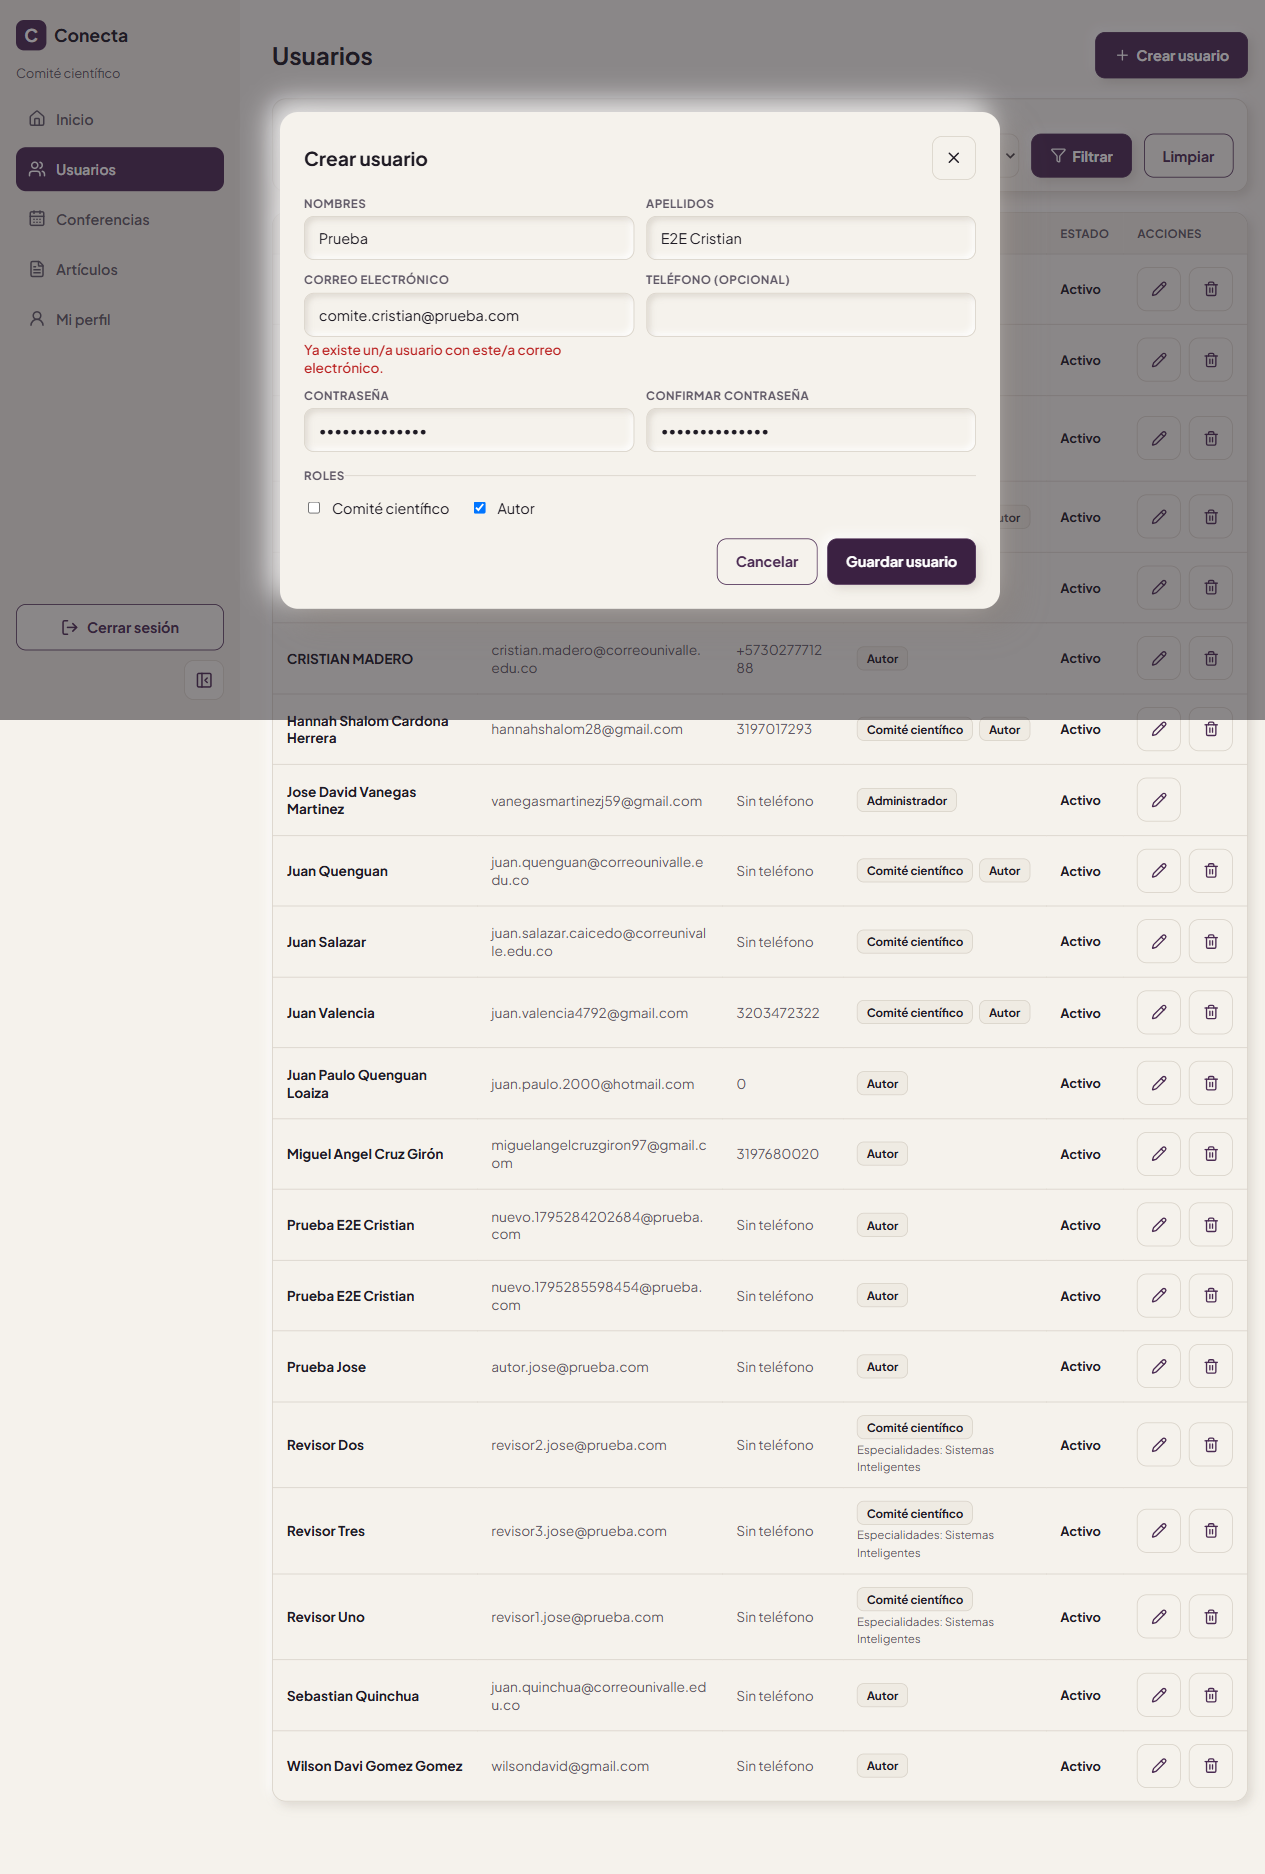 C Conecta
Comité científico
Inicio
Usuarios
Conferencias
Artículos
Mi perfil
Cerrar sesión
Usuarios
+ Crear usuario
Filtrar
Limpiar
ESTADO
ACCIONES
Activo
Activo
Activo
Activo
Activo
Crear usuario
NOMBRES
APELLIDOS
Prueba
E2E Cristian
CORREO ELECTRÓNICO
TELÉFONO (OPCIONAL)
comite.cristian@prueba.com
Ya existe un/a usuario con este/a correo
electrónico.
CONTRASEÑA
CONFIRMAR CONTRASEÑA
••••••••••••••
••••••••••••••
ROLES
Comité científico
Autor
Cancelar
Guardar usuario
CRISTIAN MADERO
cristian.madero@correounivalle.
edu.co
+5730277712
88
Autor
Activo
Hannah Shalom Cardona
Herrera
hannahshalom28@gmail.com
3197017293
Comité científico
Autor
Activo
Jose David Vanegas
Martinez
vanegasmartinezj59@gmail.com
Sin teléfono
Administrador
Activo
Juan Quenguan
juan.quenguan@correounivalle.e
du.co
Sin teléfono
Comité científico
Autor
Activo
Juan Salazar
juan.salazar.caicedo@correunival
le.edu.co
Sin teléfono
Comité científico
Activo
Juan Valencia
juan.valencia4792@gmail.com
3203472322
Comité científico
Autor
Activo
Juan Paulo Quenguan
Loaiza
juan.paulo.2000@hotmail.com
0
Autor
Activo
Miguel Angel Cruz Girón
miguelangelcruzgiron97@gmail.c
om
3197680020
Autor
Activo
Prueba E2E Cristian
nuevo.1795284202684@prueba.
com
Sin teléfono
Autor
Activo
Prueba E2E Cristian
nuevo.1795285598454@prueba.
com
Sin teléfono
Autor
Activo
Prueba Jose
autor.jose@prueba.com
Sin teléfono
Autor
Activo
Revisor Dos
revisor2.jose@prueba.com
Sin teléfono
Comité científico
Especialidades: Sistemas
Inteligentes
Activo
Revisor Tres
revisor3.jose@prueba.com
Sin teléfono
Comité científico
Especialidades: Sistemas
Inteligentes
Activo
Revisor Uno
revisor1.jose@prueba.com
Sin teléfono
Comité científico
Especialidades: Sistemas
Inteligentes
Activo
Sebastian Quinchua
juan.quinchua@correounivalle.ed
u.co
Sin teléfono
Autor
Activo
Wilson Davi Gomez Gomez
wilsondavid@gmail.com
Sin teléfono
Autor
Activo